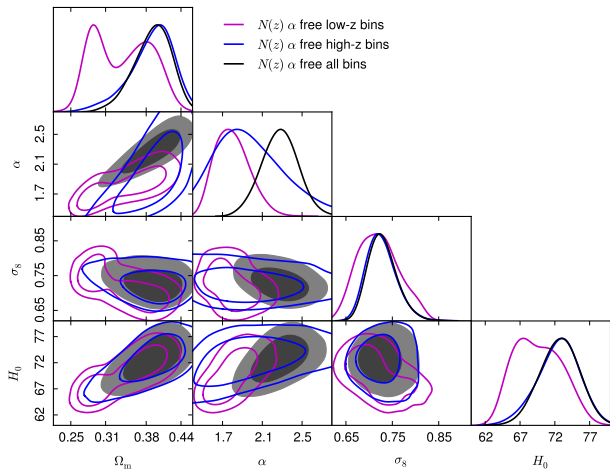 N(z) α free low-z bins
N(z) α free high-z bins
N(z) α free all bins
α
2.5
2.1
1.7
σ₈
0.85
0.75
0.65
H₀
77
72
67
62
0.25 0.31 0.38 0.44
1.7 2.1 2.5
0.65 0.75 0.85
62 67 72 77
Ωₘ α σ₈ H₀